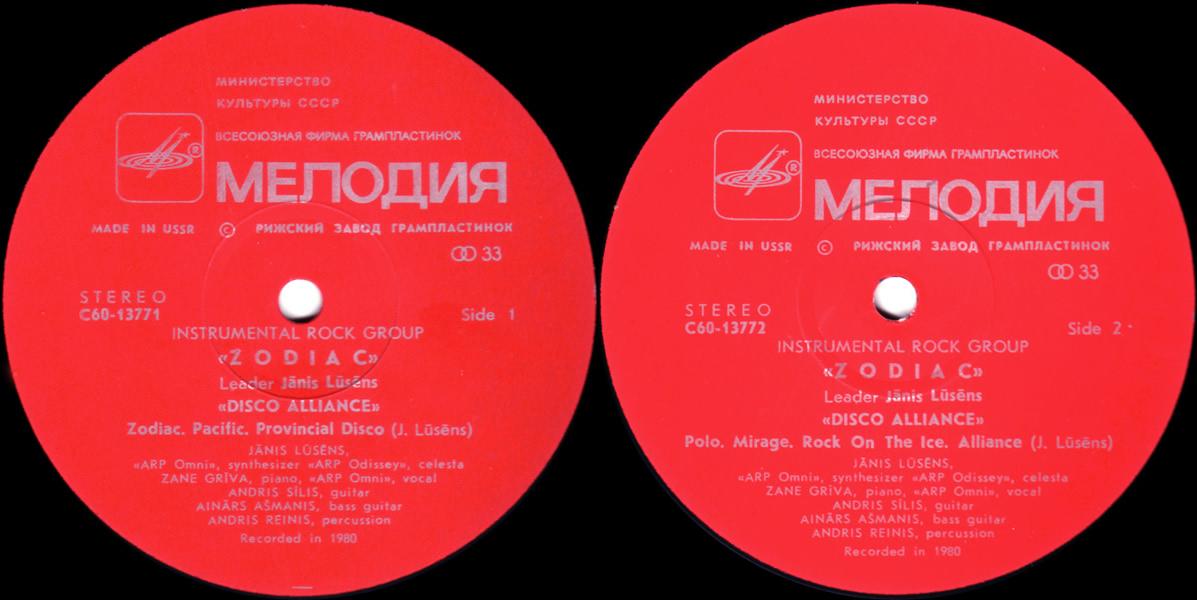 МИНИСТЕРСТВО
КУЛЬТУРЫ СССР
ВСЕСОЮЗНАЯ ФИРМА ГРАМПЛАСТИНОК
®
МЕЛОДИЯ
MADE IN USSR © РИЖСКИЙ ЗАВОД ГРАМПЛАСТИНОК
33
STEREO
C60-13771
Side 1
INSTRUMENTAL ROCK GROUP
«ZODIAC»
Leader Jānis Lūsēns
«DISCO ALLIANCE»
Zodiac. Pacific. Provincial Disco (J. Lūsēns)
JĀNIS LŪSĒNS,
«ARP Omni», synthesizer «ARP Odissey», celesta
ZANE GRĪVA, piano, «ARP Omni», vocal
ANDRIS SĪLIS, guitar
AINĀRS AŠMANIS, bass guitar
ANDRIS REINIS, percussion
Recorded in 1980
МИНИСТЕРСТВО
КУЛЬТУРЫ СССР
ВСЕСОЮЗНАЯ ФИРМА ГРАМПЛАСТИНОК
®
МЕЛОДИЯ
MADE IN USSR © РИЖСКИЙ ЗАВОД ГРАМПЛАСТИНОК
33
STEREO
C60-13772
Side 2
INSTRUMENTAL ROCK GROUP
«ZODIAC»
Leader Jānis Lūsēns
«DISCO ALLIANCE»
Polo. Mirage. Rock On The Ice. Alliance (J. Lūsēns)
JĀNIS LŪSĒNS,
«ARP Omni», synthesizer «ARP Odissey», celesta
ZANE GRĪVA, piano, «ARP Omni», vocal
ANDRIS SĪLIS, guitar
AINĀRS AŠMANIS, bass guitar
ANDRIS REINIS, percussion
Recorded in 1980